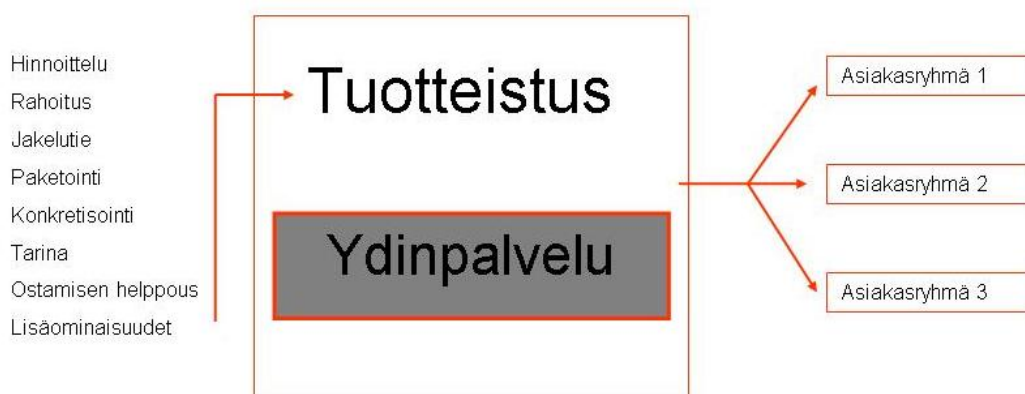 Hinnoittelu
Rahoitus
Jakelutie
Paketointi
Konkretisointi
Tarina
Ostamisen helppous
Lisäominaisuudet
Tuotteistus
Ydinpalvelu
Asiakasryhmä 1
Asiakasryhmä 2
Asiakasryhmä 3